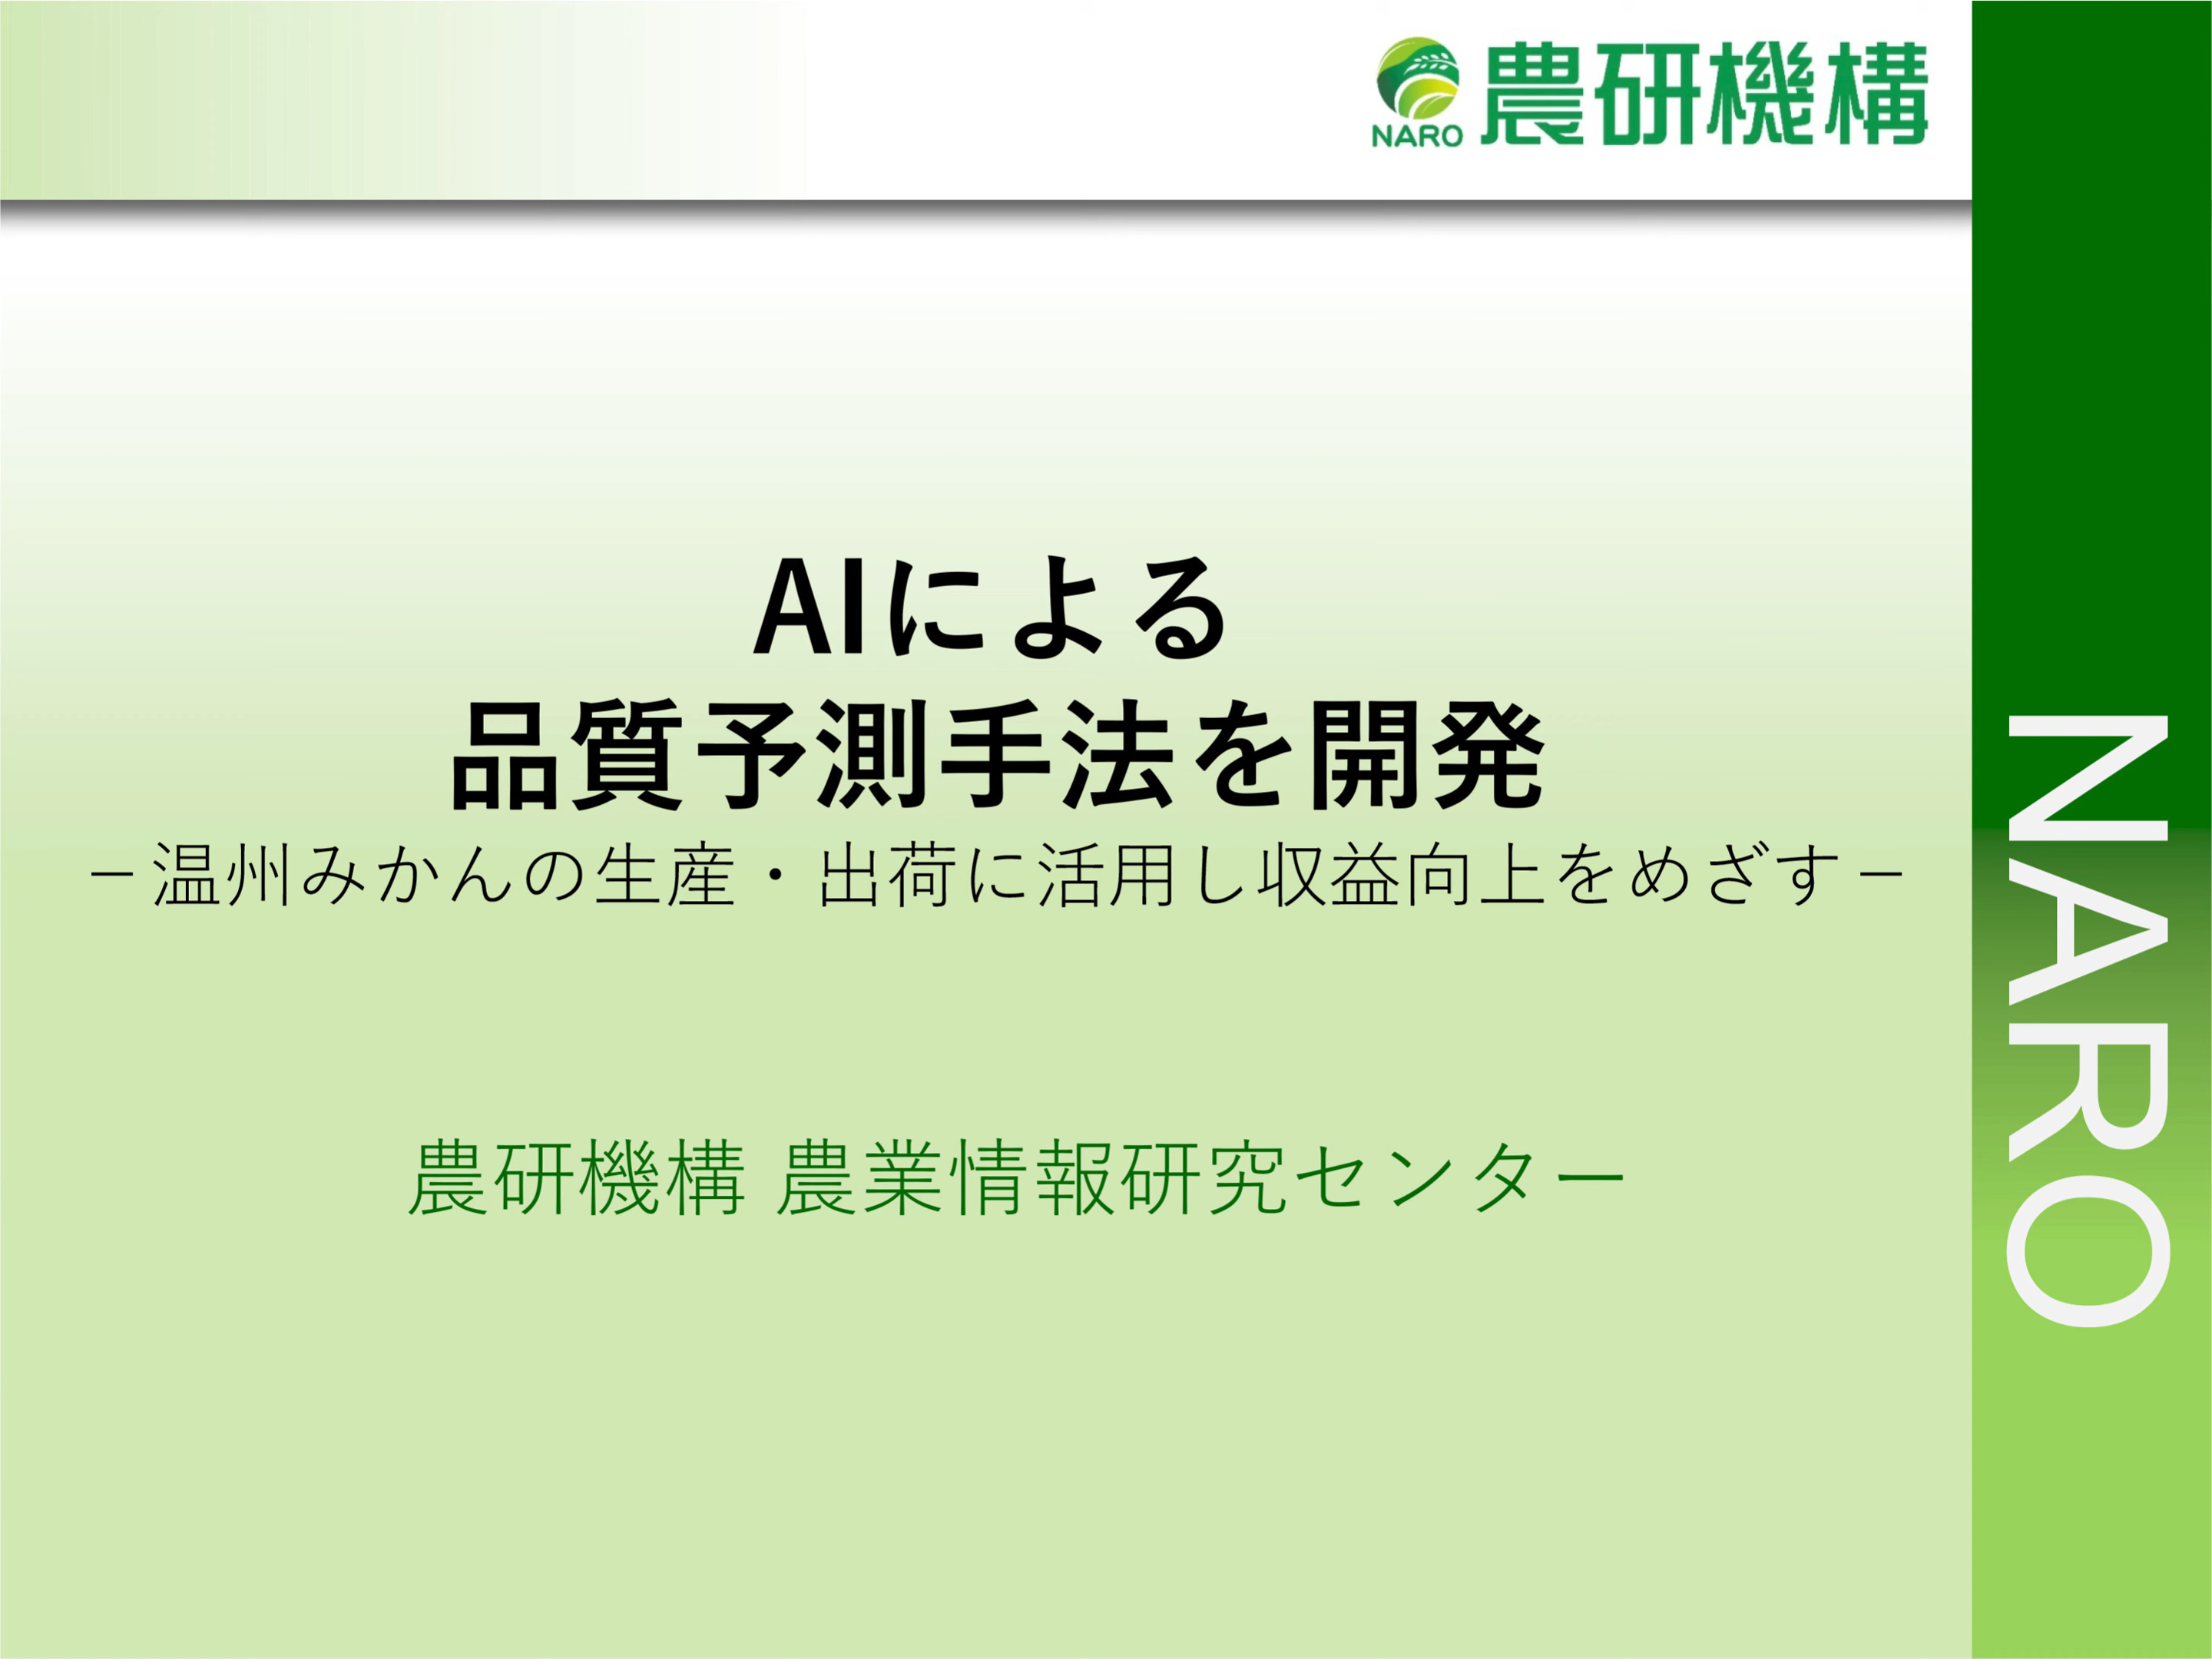 NARO 農研機構
AIによる
品質予測手法を開発
－温州みかんの生産・出荷に活用し収益向上をめざす－
農研機構 農業情報研究センター
NARO